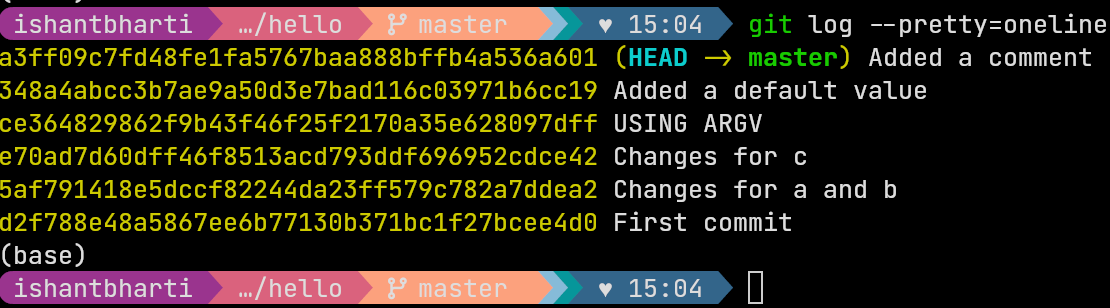 ishantbharti …/hello master ♥ 15:04 git log --pretty=oneline
a3ff09c7fd48fe1fa5767baa888bffb4a536a601 (HEAD -> master) Added a comment
348a4abcc3b7ae9a50d3e7bad116c03971b6cc19 Added a default value
ce364829862f9b43f46f25f2170a35e628097dff USING ARGV
e70ad7d60dff46f8513acd793ddf696952cdce42 Changes for c
5af791418e5dccf82244da23ff579c782a7ddea2 Changes for a and b
d2f788e48a5867ee6b77130b371bc1f27bcee4d0 First commit
(base)
ishantbharti …/hello master ♥ 15:04